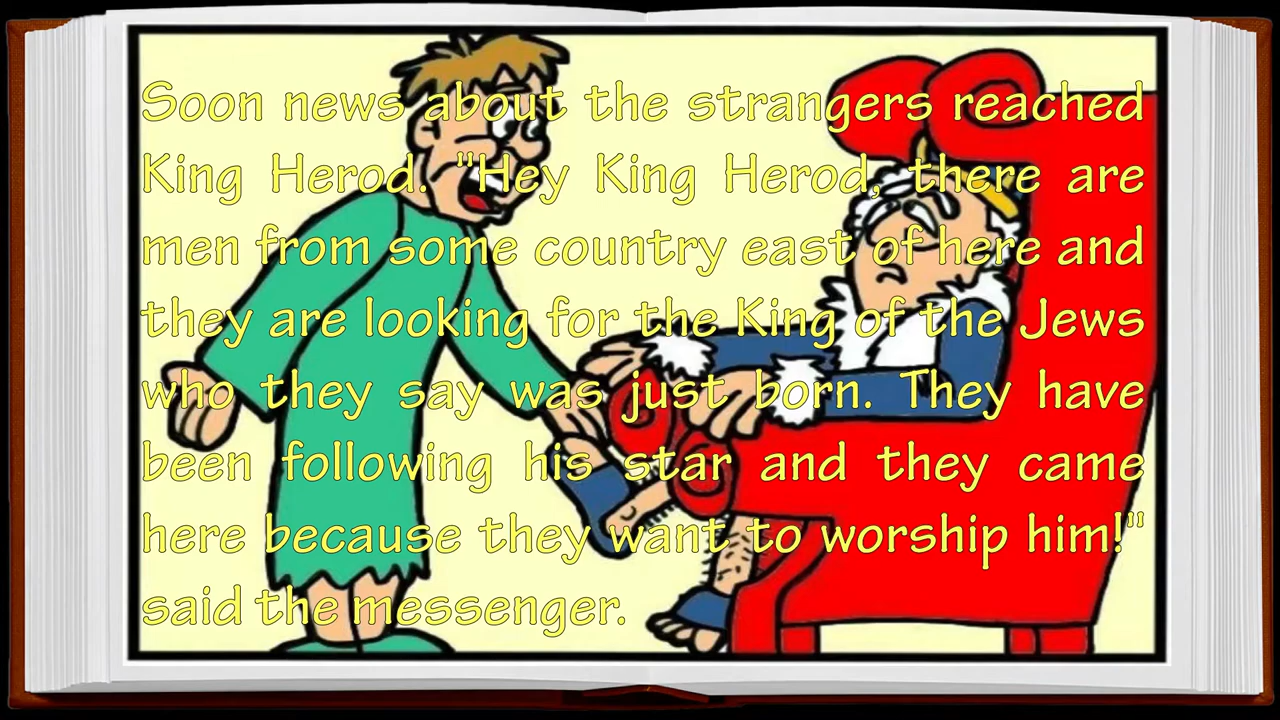 Soon news about the strangers reached
King Herod. "Hey King Herod, there are
men from some country east of here and
they are looking for the King of the Jews
who they say was just born. They have
been following his star and they came
here because they want to worship him!"
said the messenger.